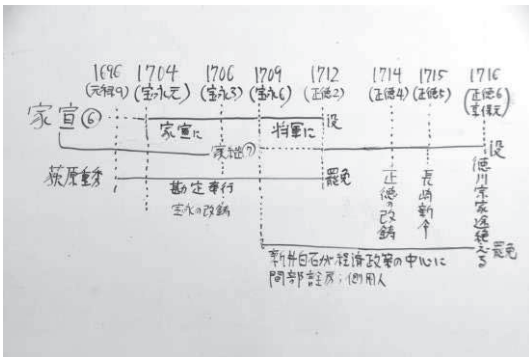 1696 1704 1706 1709 1712 1714 1715 1716
(元禄9) (宝永元) (宝永3) (宝永6) (正徳2) (正徳4) (正徳5) (正徳6
享保元)
家宣⑥ 家宣に 将軍に 没
家継⑦ 没
荻原重秀 勘定奉行 罷免
宝永の改鋳
正徳の改鋳
長崎新令
徳川宗家途絶える
新井白石が経済政策の中心に 罷免
間部詮房:側用人